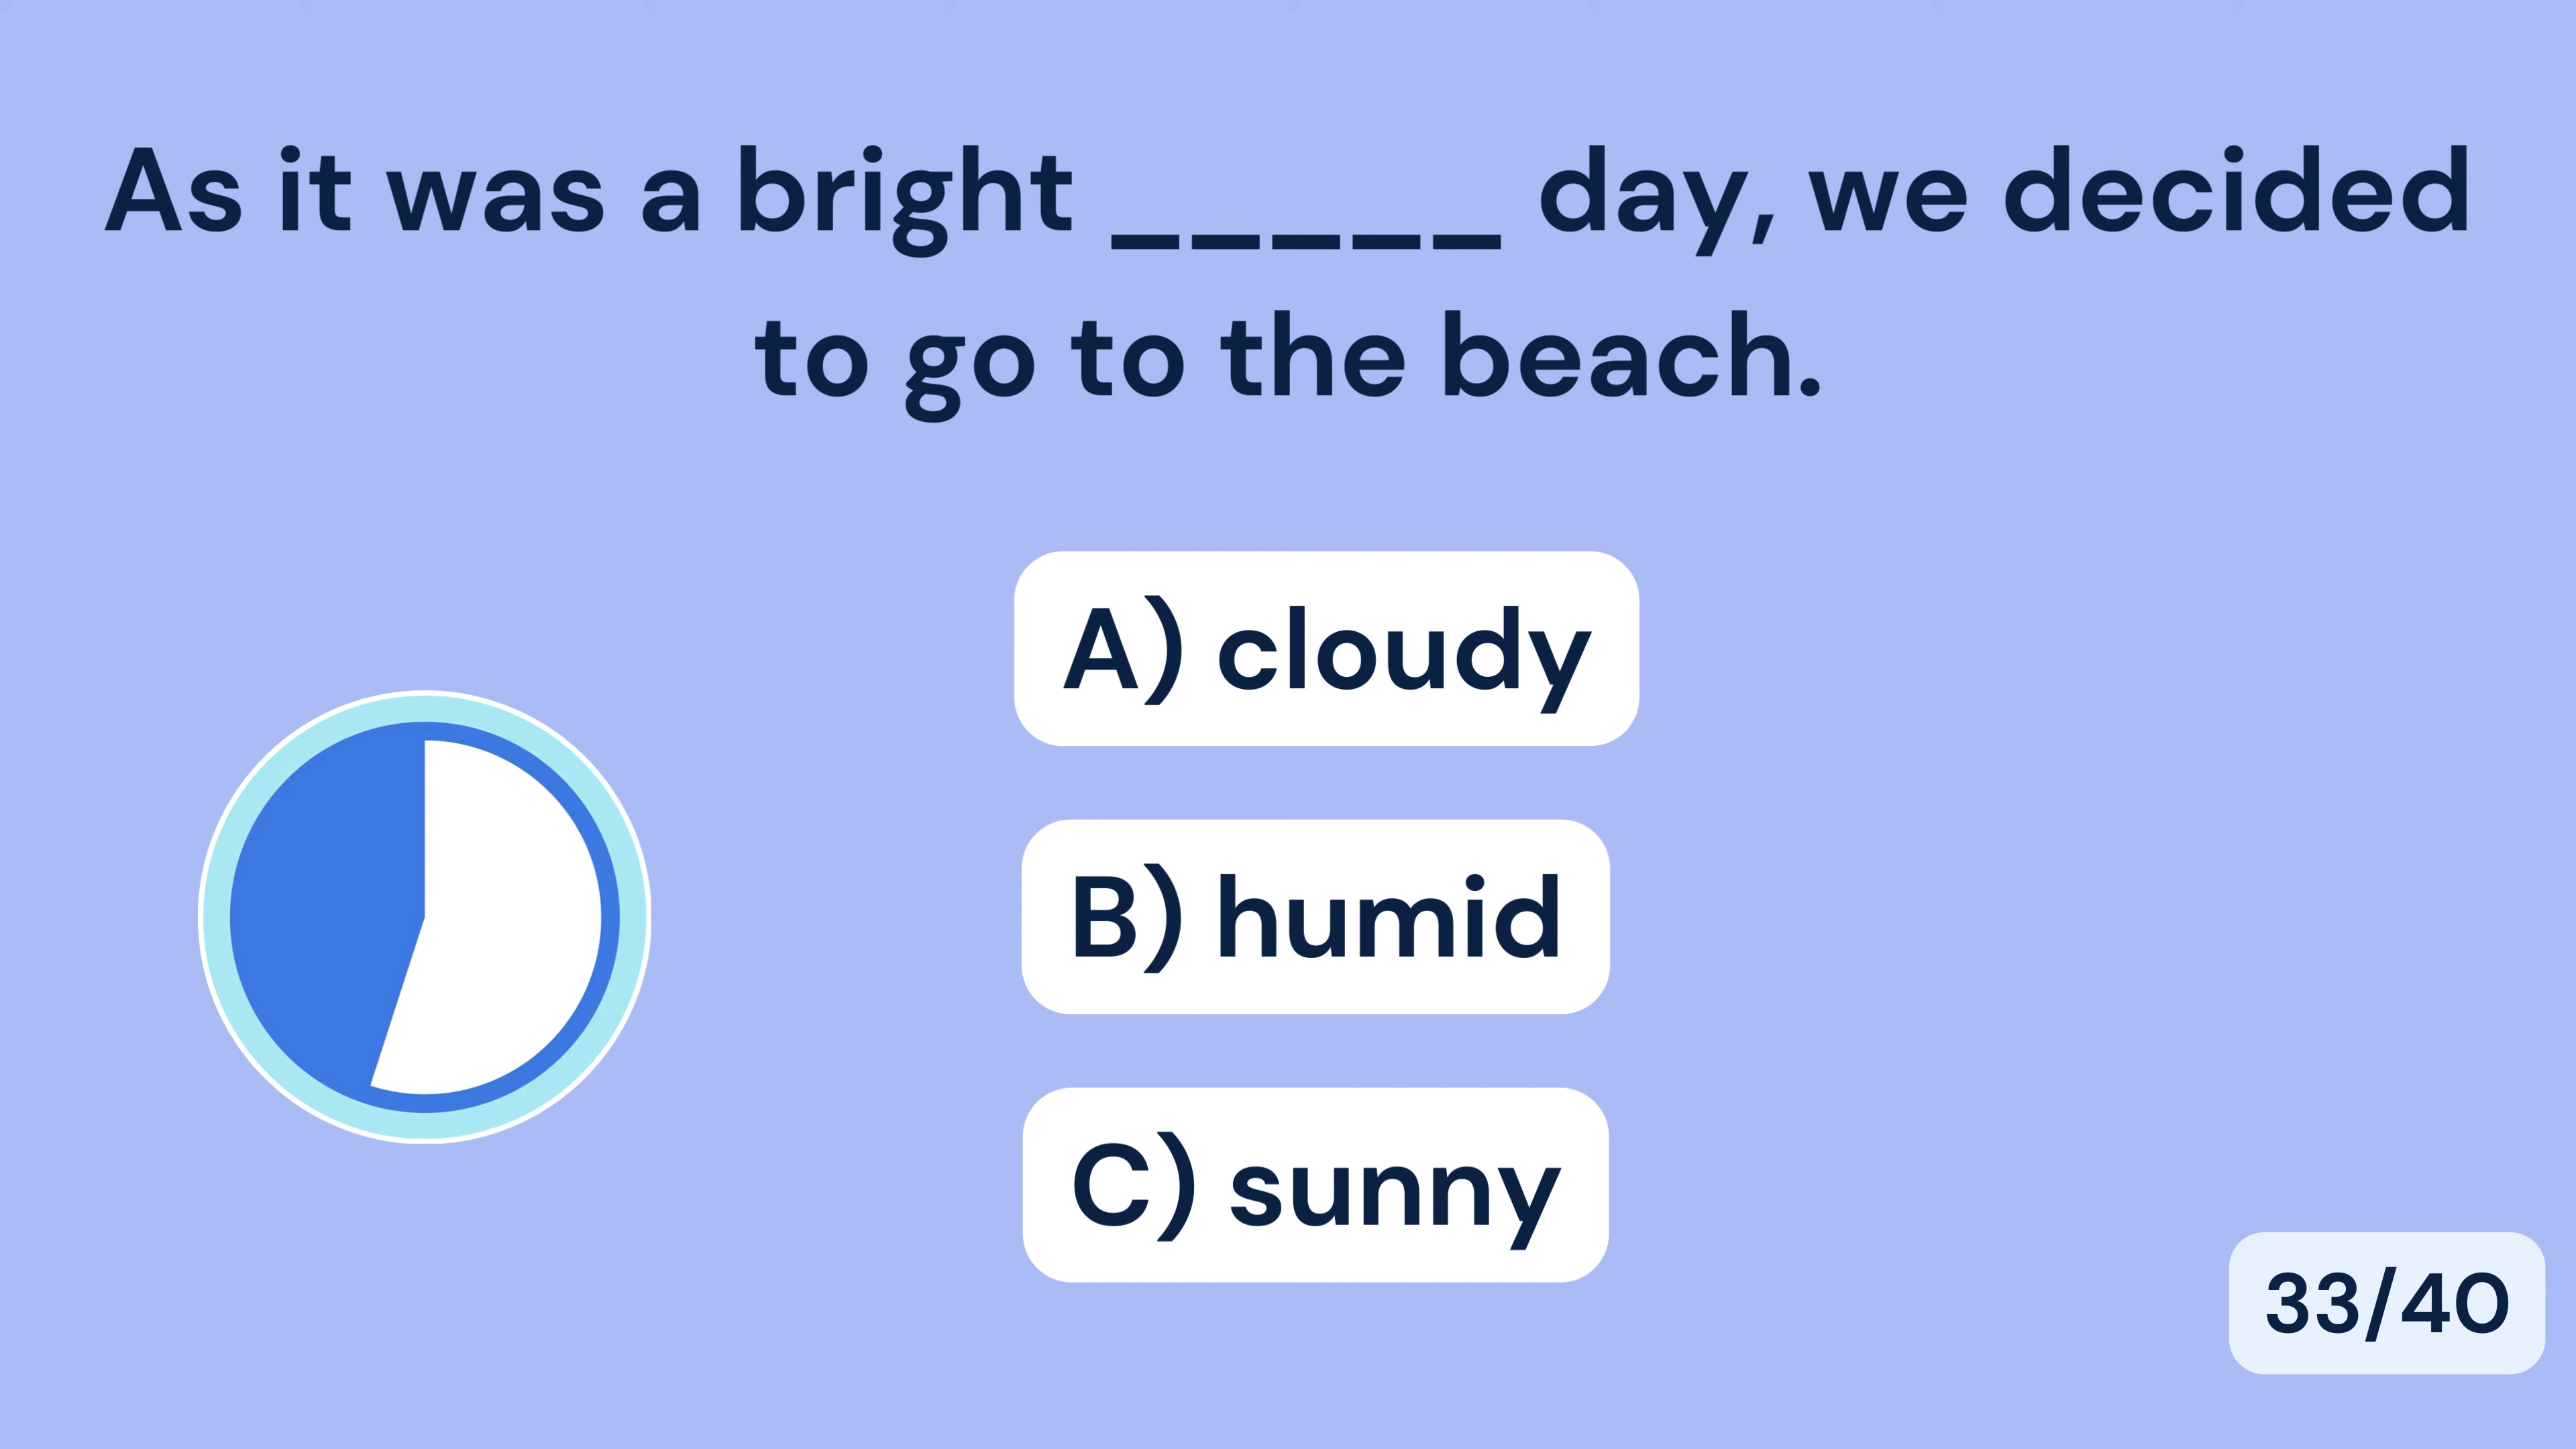 As it was a bright _____ day, we decided
to go to the beach.
A) cloudy
B) humid
C) sunny
33/40